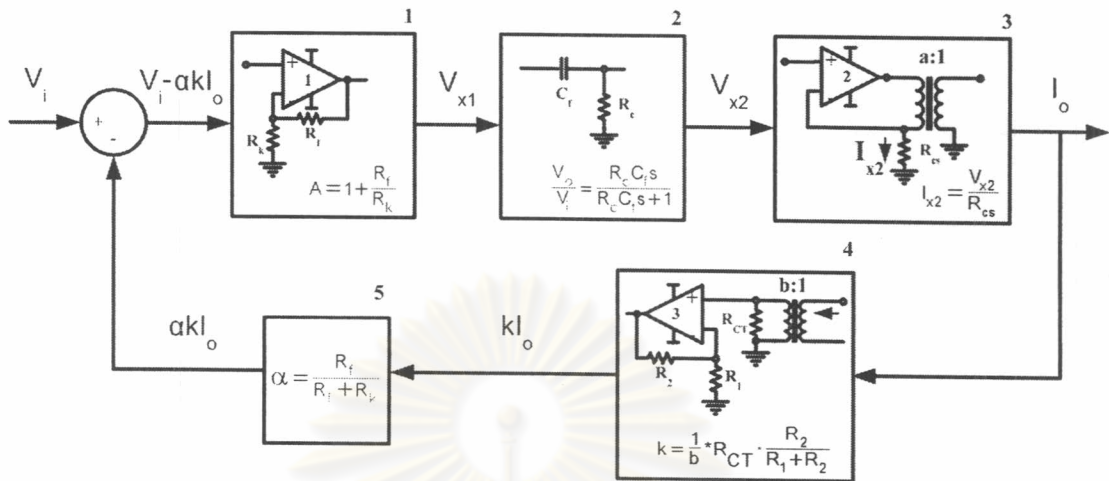 1
2
3
V_i
+
-
V_i-αkI_o
+
1
R_k
R_f
A=1+R_f/R_k
V_x1
C_f
R_c
V_o/V_i=R_cC_fs/R_cC_fs+1
V_x2
a:1
+
2
I_x2
R_cs
I_x2=V_x2/R_cs
I_o
4
5
αkI_o
α=R_f/R_f+R_k
kI_o
b:1
+
3
R_CT
R_2
R_1
k=1/b*R_CT·R_2/R_1+R_2